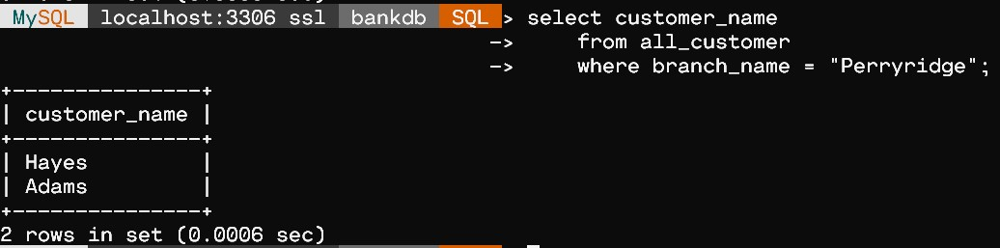 MySQL localhost:3306 ssl bankdb SQL > select customer_name
-> from all_customer
-> where branch_name = "Perryridge";
+---------------+
| customer_name |
+---------------+
| Hayes         |
| Adams         |
+---------------+
2 rows in set (0.0006 sec)